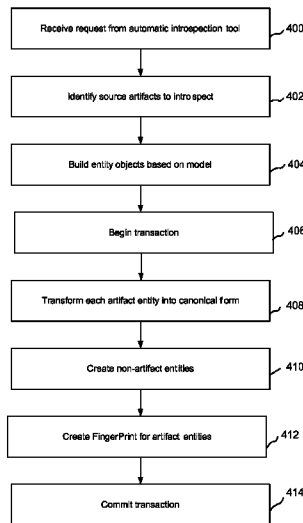 Receive request from automatic introspection tool
400
Identify source artifacts to introspect
402
Build entity objects based on model
404
Begin transaction
406
Transform each artifact entity into canonical form
408
Create non-artifact entities
410
Create FingerPrint for artifact entities
412
Commit transaction
414